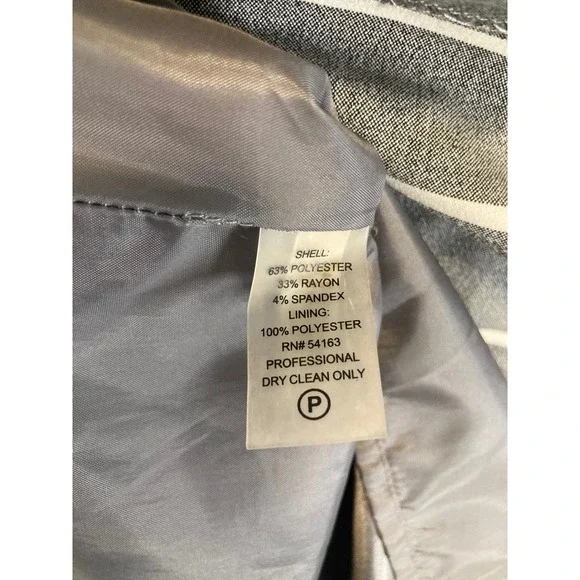 SHELL:
63% POLYESTER
33% RAYON
4% SPANDEX
LINING:
100% POLYESTER
RN# 54163
PROFESSIONAL
DRY CLEAN ONLY
P